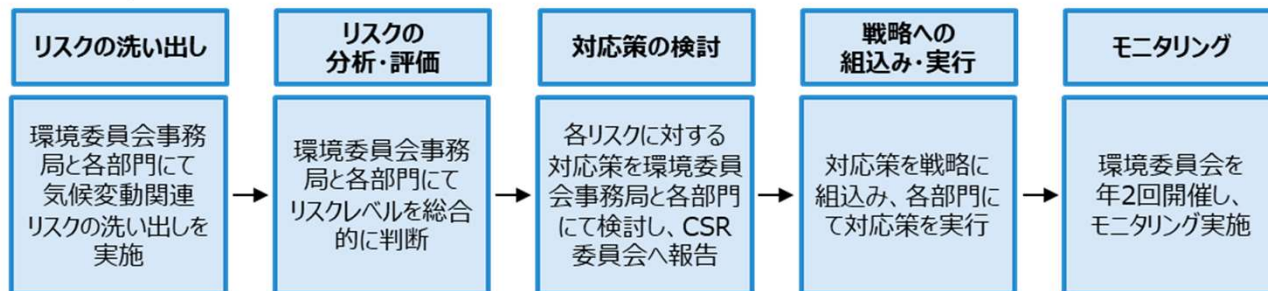 リスクの洗い出し
環境委員会事務
局と各部門にて
気候変動関連
リスクの洗い出しを
実施
リスクの
分析・評価
環境委員会事務
局と各部門にて
リスクレベルを総合
的に判断
対応策の検討
各リスクに対する
対応策を環境委員
会事務局と各部門
にて検討し、CSR
委員会へ報告
戦略への
組込み・実行
対応策を戦略に
組込み、各部門に
て対応策を実行
モニタリング
環境委員会を
年2回開催し、
モニタリング実施